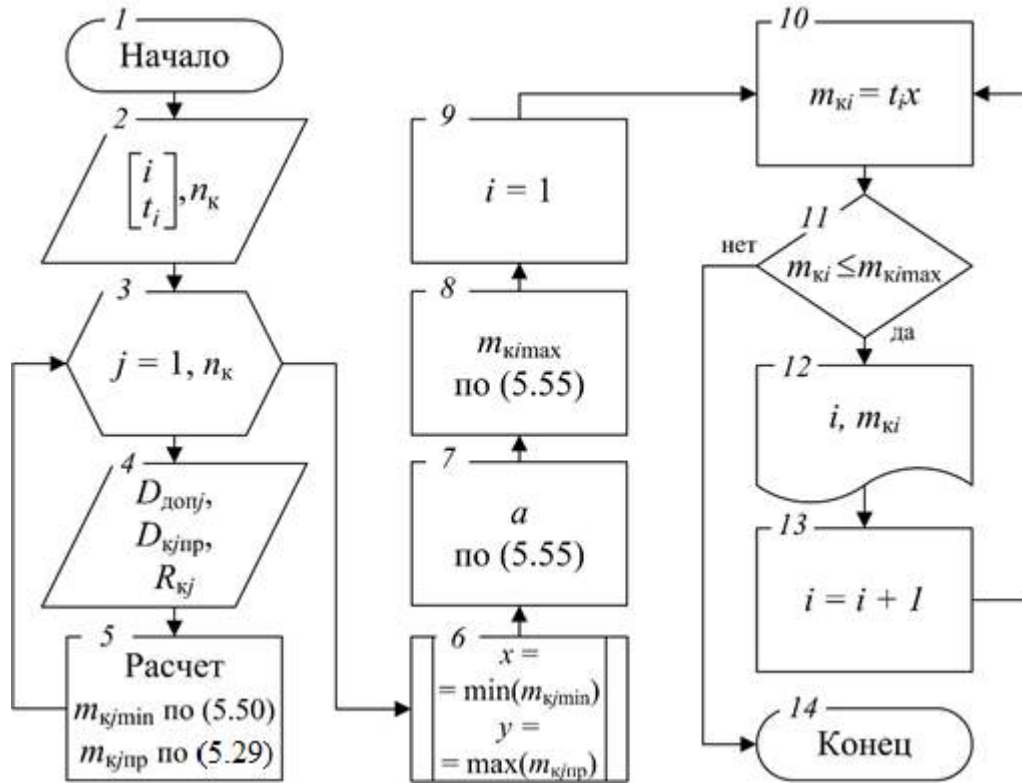 1
Начало
2
[i
t_i], n_к
3
j = 1, n_к
4
D_допj,
D_кjпр,
R_кj
5
Расчет
m_кjmin по (5.50)
m_кjпр по (5.29)
6
x =
= min(m_кjmin)
y =
= max(m_кjпр)
7
a
по (5.55)
8
m_кimax
по (5.55)
9
i = 1
10
m_кi = t_ix
11
m_кi ≤ m_кimax
нет
да
12
i, m_кi
13
i = i + 1
14
Конец